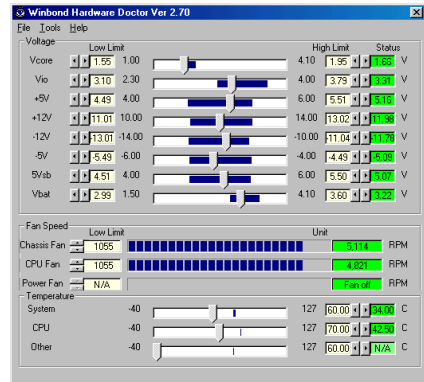 Winbond Hardware Doctor Ver 2.70
File Tools Help
Voltage
Low Limit High Limit Status
Vcore 1.55 1.00 4.10 1.95 1.66 V
Vio 3.10 2.30 4.00 3.79 3.31 V
+5V 4.49 4.00 6.00 5.51 5.16 V
+12V 11.01 10.00 14.00 13.02 11.98 V
-12V -13.01 -14.00 -10.00 -11.04 -11.78 V
-5V -5.49 -6.00 -4.00 -4.49 -5.09 V
5Vsb 4.51 4.00 6.00 5.50 5.07 V
Vbat 2.99 1.50 4.10 3.60 3.22 V
Fan Speed
Low Limit Unit
Chassis Fan 1055 5,114 RPM
CPU Fan 1055 4,821 RPM
Power Fan N/A Fan off RPM
Temperature
System -40 127 60.00 34.00 C
CPU -40 127 70.00 42.50 C
Other -40 127 60.00 N/A C